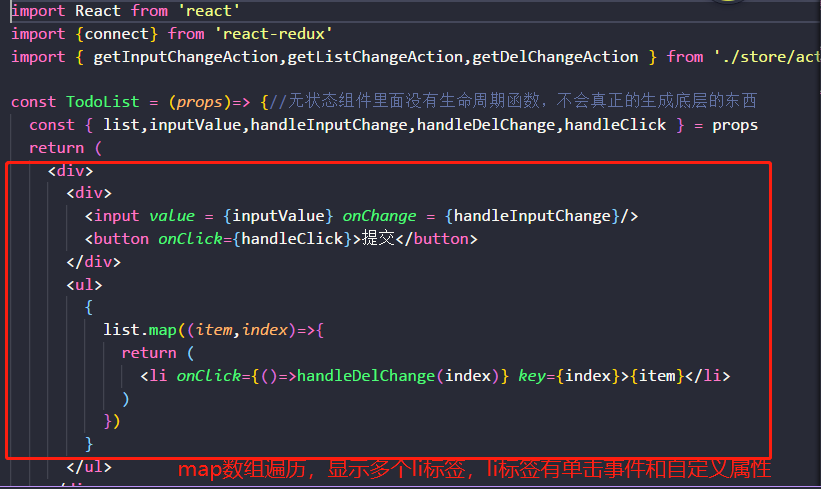 import React from 'react'
import {connect} from 'react-redux'
import { getInputChangeAction,getListChangeAction,getDelChangeAction } from './store/act
const TodoList = (props)=> {//无状态组件里面没有生命周期函数，不会真正的生成底层的东西
const { list,inputValue,handleInputChange,handleDelChange,handleClick } = props
return (
<div>
<div>
<input value = {inputValue} onChange = {handleInputChange}/>
<button onClick={handleClick}>提交</button>
</div>
<ul>
{
list.map((item,index)=>{
return (
<li onClick={()=>handleDelChange(index)} key={index}>{item}</li>
)
})
}
</ul>
map数组遍历，显示多个li标签，li标签有单击事件和自定义属性